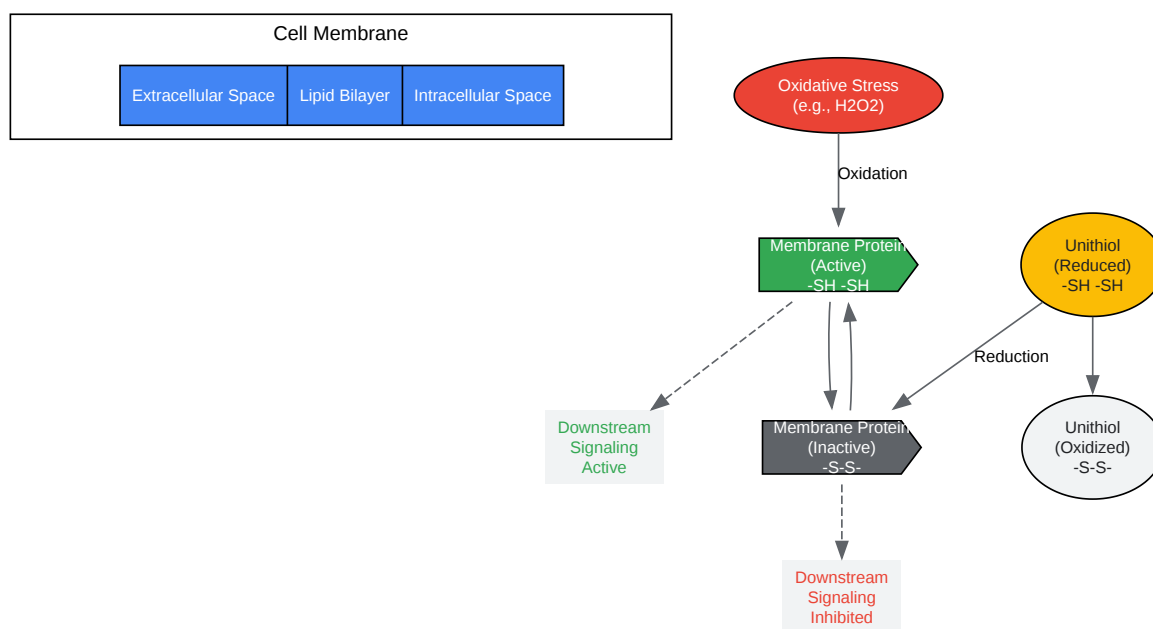 Cell Membrane
Extracellular Space
Lipid Bilayer
Intracellular Space
Oxidative Stress
(e.g., H2O2)
Oxidation
Membrane Protein
(Active)
-SH -SH
Unithiol
(Reduced)
-SH -SH
Reduction
Downstream
Signaling
Active
Membrane Protein
(Inactive)
-S-S-
Unithiol
(Oxidized)
-S-S-
Downstream
Signaling
Inhibited